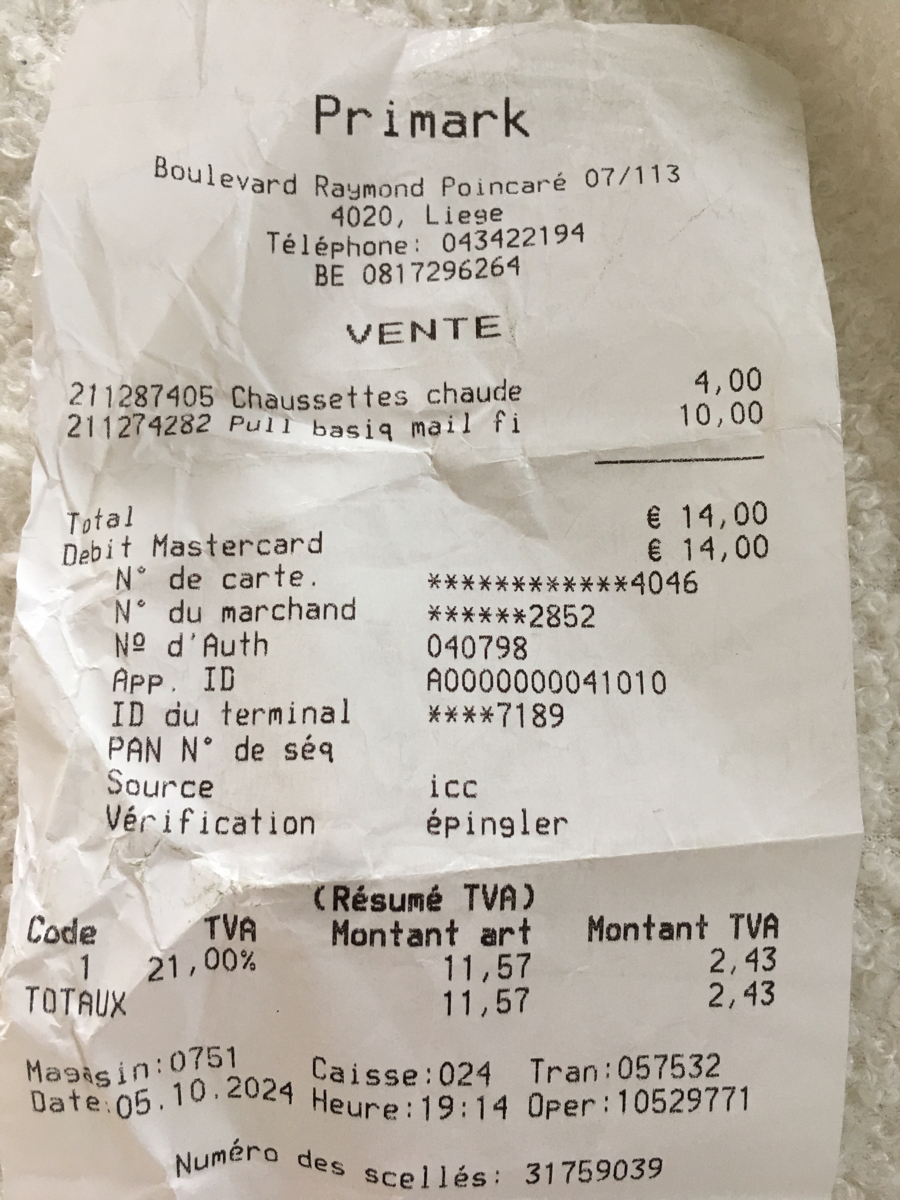 Primark
Boulevard Raymond Poincaré 07/113
4020, Liege
Téléphone: 043422194
BE 0817296264
VENTE
211287405 Chaussettes chaude 4,00
211274282 Pull basiq mail fi 10,00
Total € 14,00
Debit Mastercard € 14,00
N° de carte. ************4046
N° du marchand ******2852
Nº d'Auth 040798
App. ID A0000000041010
ID du terminal ****7189
PAN N° de séq
Source icc
Vérification épingler
(Résumé TVA)
Code TVA Montant art Montant TVA
1 21,00% 11,57 2,43
TOTAUX 11,57 2,43
Magasin:0751 Caisse:024 Tran:057532
Date:05.10.2024 Heure:19:14 Oper:10529771
Numéro des scellés: 31759039